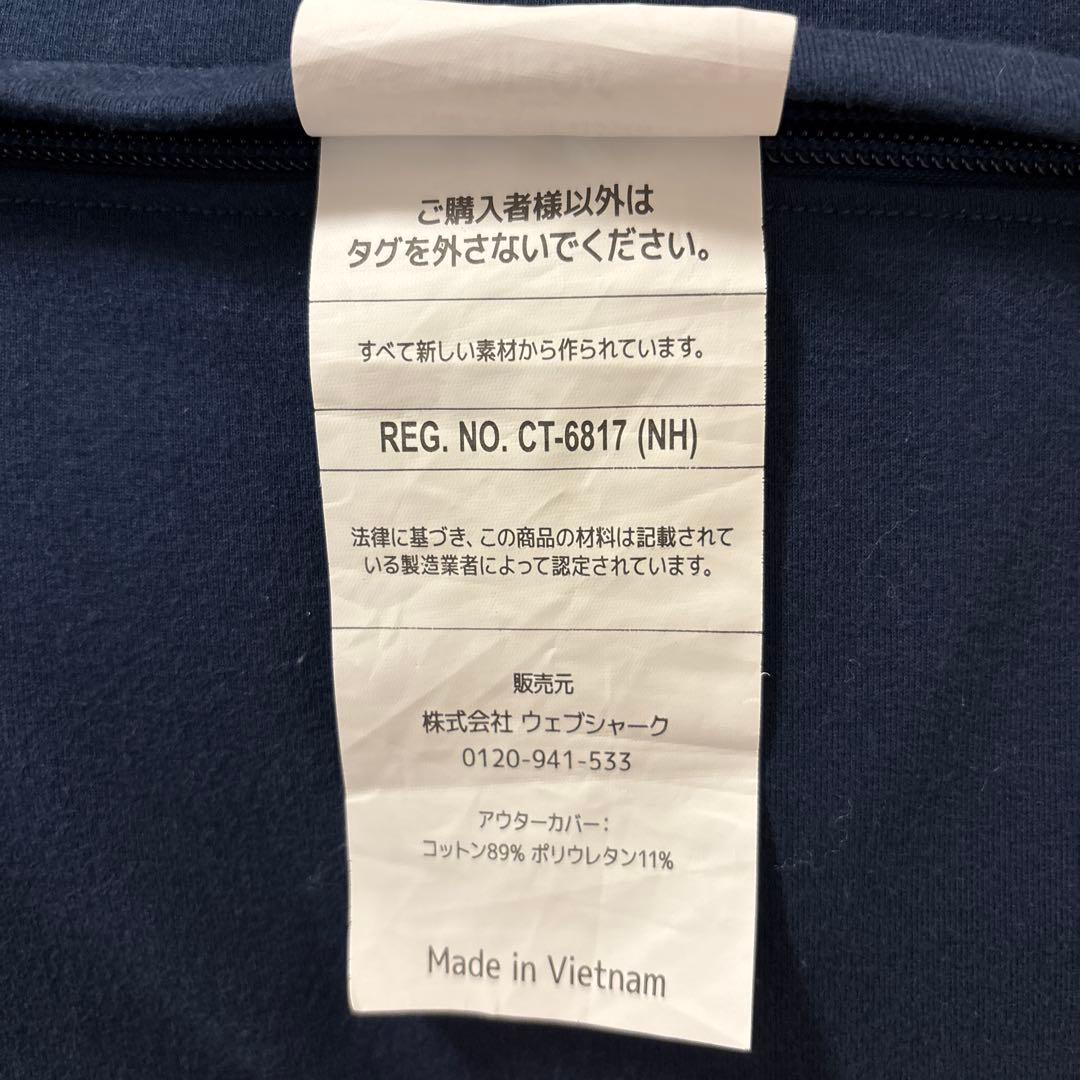 ご購入者様以外は
タグを外さないでください。
すべて新しい素材から作られています。
REG. NO. CT-6817 (NH)
法律に基づき、この商品の材料は記載されて
いる製造業者によって認定されています。
販売元
株式会社 ウェブシャーク
0120-941-533
アウターカバー:
コットン89% ポリウレタン11%
Made in Vietnam